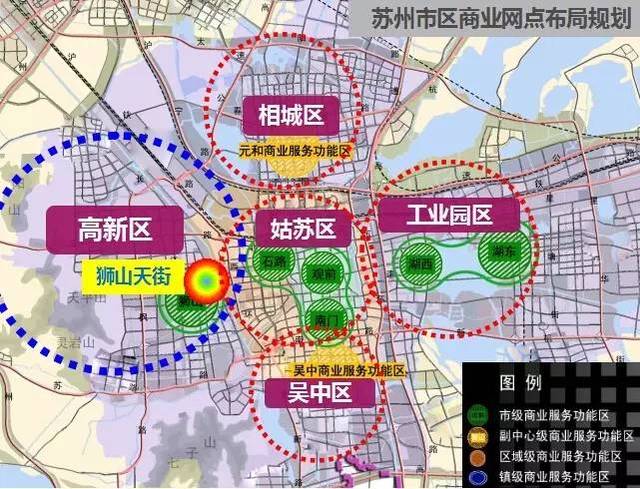 苏州市区商业网点布局规划
相城区
元和商业服务功能区
工业园区
姑苏区
高新区
石路
观前
湖西
湖东
狮山天街
南门
天平山
灵岩山
吴中商业服务功能区
吴中区
七子山
图例
市级商业服务功能区
副中心级商业服务功能区
区域级商业服务功能区
镇级商业服务功能区